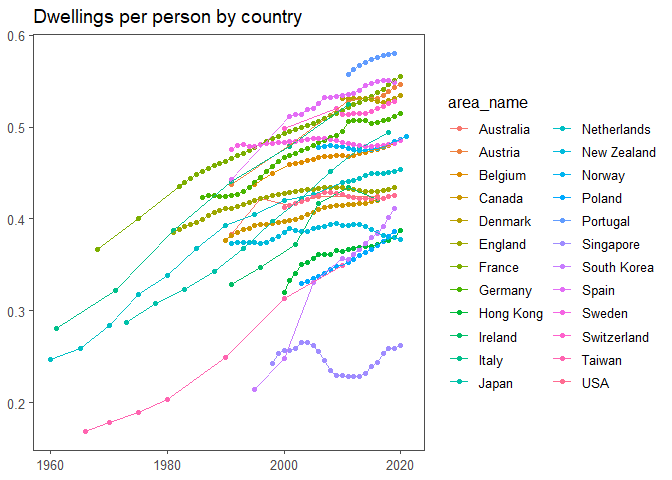 Dwellings per person by country
0.6
0.5
0.4
0.3
0.2
1960
1980
2000
2020
area_name
Australia
Austria
Belgium
Canada
Denmark
England
France
Germany
Hong Kong
Ireland
Italy
Japan
Netherlands
New Zealand
Norway
Poland
Portugal
Singapore
South Korea
Spain
Sweden
Switzerland
Taiwan
USA